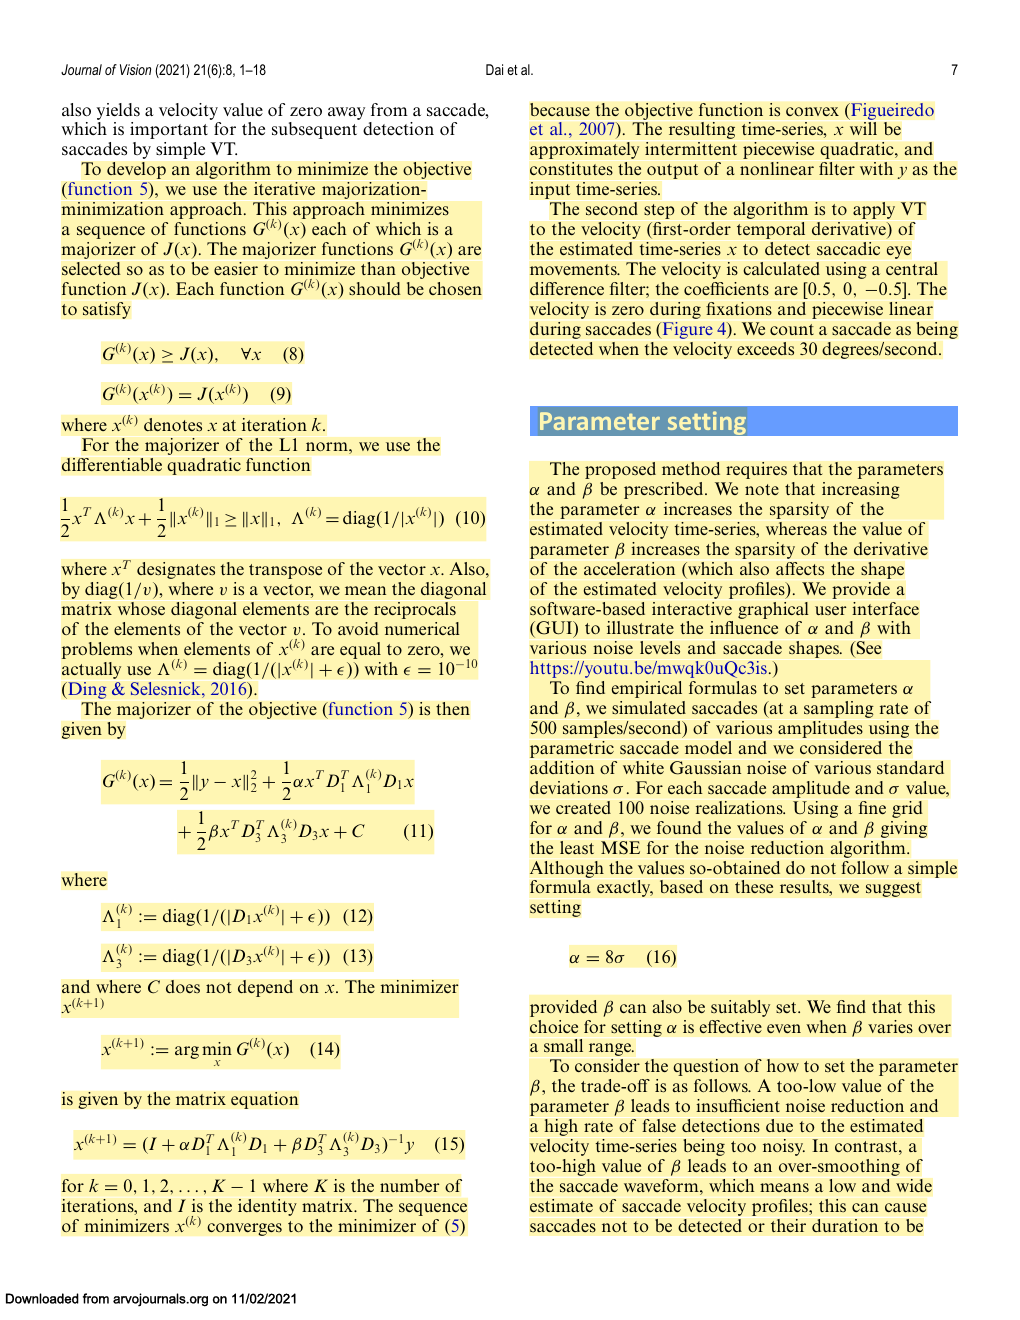 Journal of Vision (2021) 21(6):8, 1–18
Dai et al.
7
also yields a velocity value of zero away from a saccade,
which is important for the subsequent detection of
saccades by simple VT.
To develop an algorithm to minimize the objective
(function 5), we use the iterative majorization-
minimization approach. This approach minimizes
a sequence of functions G⁽ᵏ⁾(x) each of which is a
majorizer of J(x). The majorizer functions G⁽ᵏ⁾(x) are
selected so as to be easier to minimize than objective
function J(x). Each function G⁽ᵏ⁾(x) should be chosen
to satisfy
G⁽ᵏ⁾(x) ≥ J(x), ∀x (8)
G⁽ᵏ⁾(x⁽ᵏ⁾) = J(x⁽ᵏ⁾) (9)
where x⁽ᵏ⁾ denotes x at iteration k.
For the majorizer of the L1 norm, we use the
differentiable quadratic function
1/2 xᵀ Λ⁽ᵏ⁾x + 1/2 ‖x⁽ᵏ⁾‖₁ ≥ ‖x‖₁, Λ⁽ᵏ⁾ = diag(1/|x⁽ᵏ⁾|) (10)
where xᵀ designates the transpose of the vector x. Also,
by diag(1/v), where v is a vector, we mean the diagonal
matrix whose diagonal elements are the reciprocals
of the elements of the vector v. To avoid numerical
problems when elements of x⁽ᵏ⁾ are equal to zero, we
actually use Λ⁽ᵏ⁾ = diag(1/(|x⁽ᵏ⁾| + ϵ)) with ϵ = 10⁻¹⁰
(Ding & Selesnick, 2016).
The majorizer of the objective (function 5) is then
given by
G⁽ᵏ⁾(x) = 1/2 ‖y − x‖₂² + 1/2 αxᵀ D₁ᵀ Λ₁⁽ᵏ⁾ D₁x
+ 1/2 βxᵀ D₃ᵀ Λ₃⁽ᵏ⁾ D₃x + C (11)
where
Λ₁⁽ᵏ⁾ := diag(1/(|D₁x⁽ᵏ⁾| + ϵ)) (12)
Λ₃⁽ᵏ⁾ := diag(1/(|D₃x⁽ᵏ⁾| + ϵ)) (13)
and where C does not depend on x. The minimizer
x⁽ᵏ⁺¹⁾
x⁽ᵏ⁺¹⁾ := arg min G⁽ᵏ⁾(x) (14)
x
is given by the matrix equation
x⁽ᵏ⁺¹⁾ = (I + αD₁ᵀ Λ₁⁽ᵏ⁾ D₁ + βD₃ᵀ Λ₃⁽ᵏ⁾ D₃)⁻¹y (15)
for k = 0, 1, 2, . . . , K − 1 where K is the number of
iterations, and I is the identity matrix. The sequence
of minimizers x⁽ᵏ⁾ converges to the minimizer of (5)
because the objective function is convex (Figueiredo
et al., 2007). The resulting time-series, x will be
approximately intermittent piecewise quadratic, and
constitutes the output of a nonlinear filter with y as the
input time-series.
The second step of the algorithm is to apply VT
to the velocity (first-order temporal derivative) of
the estimated time-series x to detect saccadic eye
movements. The velocity is calculated using a central
difference filter; the coefficients are [0.5, 0, −0.5]. The
velocity is zero during fixations and piecewise linear
during saccades (Figure 4). We count a saccade as being
detected when the velocity exceeds 30 degrees/second.
Parameter setting
The proposed method requires that the parameters
α and β be prescribed. We note that increasing
the parameter α increases the sparsity of the
estimated velocity time-series, whereas the value of
parameter β increases the sparsity of the derivative
of the acceleration (which also affects the shape
of the estimated velocity profiles). We provide a
software-based interactive graphical user interface
(GUI) to illustrate the influence of α and β with
various noise levels and saccade shapes. (See
https://youtu.be/mwqk0uQc3is.)
To find empirical formulas to set parameters α
and β, we simulated saccades (at a sampling rate of
500 samples/second) of various amplitudes using the
parametric saccade model and we considered the
addition of white Gaussian noise of various standard
deviations σ. For each saccade amplitude and σ value,
we created 100 noise realizations. Using a fine grid
for α and β, we found the values of α and β giving
the least MSE for the noise reduction algorithm.
Although the values so-obtained do not follow a simple
formula exactly, based on these results, we suggest
setting
α = 8σ (16)
provided β can also be suitably set. We find that this
choice for setting α is effective even when β varies over
a small range.
To consider the question of how to set the parameter
β, the trade-off is as follows. A too-low value of the
parameter β leads to insufficient noise reduction and
a high rate of false detections due to the estimated
velocity time-series being too noisy. In contrast, a
too-high value of β leads to an over-smoothing of
the saccade waveform, which means a low and wide
estimate of saccade velocity profiles; this can cause
saccades not to be detected or their duration to be
Downloaded from arvojournals.org on 11/02/2021